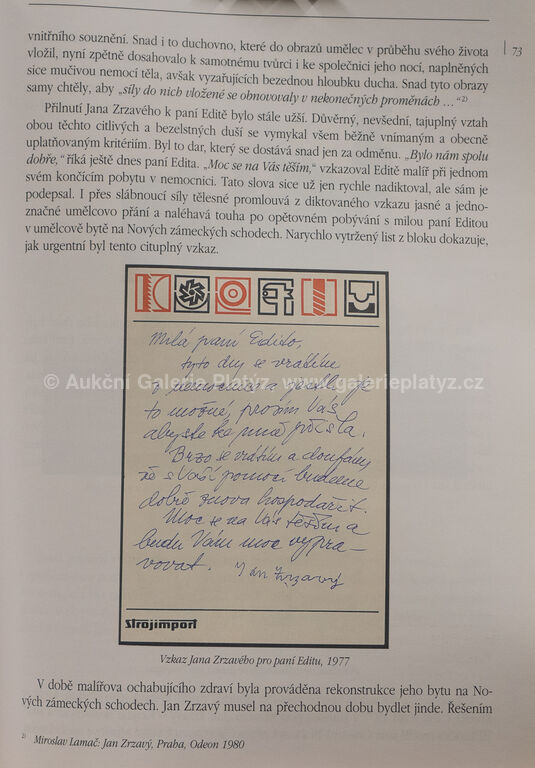 73
vnitřního souznění. Snad i to duchovno, které do obrazů umělec v průběhu svého života
vložil, nyní zpětně dosahovalo k samotnému tvůrci i ke společnici jeho nocí, naplněných
sice mučivou nemocí těla, avšak vyzařujících bezednou hloubku ducha. Snad tyto obrazy
samy chtěly, aby „síly do nich vložené se obnovovaly v nekonečných proměnách …“²⁾
Přilnutí Jana Zrzavého k paní Editě bylo stále užší. Důvěrný, nevšední, tajuplný vztah
obou těchto citlivých a bezelstných duší se vymykal všem běžně vnímaným a obecně
uplatňovaným kritériím. Byl to dar, který se dostává snad jen za odměnu. „Bylo nám spolu
dobře,“ říká ještě dnes paní Edita. „Moc se na Vás těším,“ vzkazoval Editě malíř při jednom
svém končícím pobytu v nemocnici. Tato slova sice už jen rychle nadiktoval, ale sám je
podepsal. I přes slábnoucí síly tělesné promlouvá z diktovaného vzkazu jasné a jedno-
značné umělcovo přání a naléhavá touha po opětovném pobývání s milou paní Editou
v umělcově bytě na Nových zámeckých schodech. Narychlo vytržený list z bloku dokazuje,
jak urgentní byl tento cituplný vzkaz.
Milá paní Edito,
tyto dny se vrátím
z nemocnice a
je
© Aukční Galerie Platýz, www.galerieplatyz.cz
to možné, prosím Vás
abyste ke mně přišla.
Brzo se vrátím a doufám,
že s Vaší pomocí budeme
dobře znova hospodařit.
Moc se na Vás těším a
budu Vám moc vypra-
vovat. Jan Zrzavý
strojimport
Vzkaz Jana Zrzavého pro paní Editu, 1977
V době malířova ochabujícího zdraví byla prováděna rekonstrukce jeho bytu na No-
vých zámeckých schodech. Jan Zrzavý musel na přechodnou dobu bydlet jinde. Řešením
²⁾ Miroslav Lamač: Jan Zrzavý, Praha, Odeon 1980